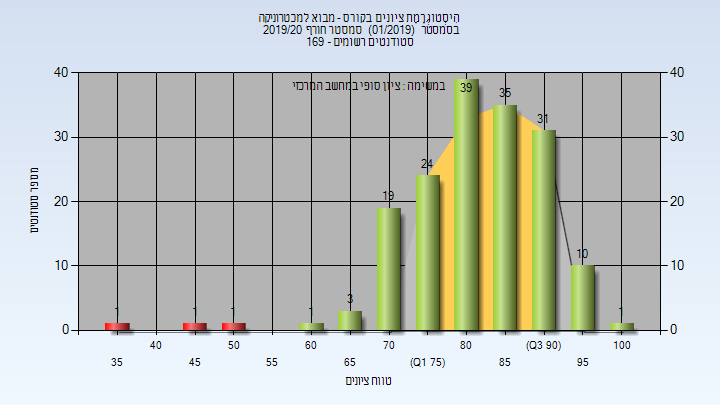 היסטוגרמת ציונים בקורס - מבוא למכטרוניקה
בסמסטר (01/2019) סמסטר חורף 2019/20
סטודנטים רשומים - 169
במשימה : ציון סופי במחשב המרכזי
מספר סטודנטים
40 40
30 30
20 20
10 10
0 0
1 1 1 1 3 19 24 39 35 31 10 1
40 50 60 70 80 (Q3 90) 100
35 45 55 65 (Q1 75) 85 95
טווח ציונים